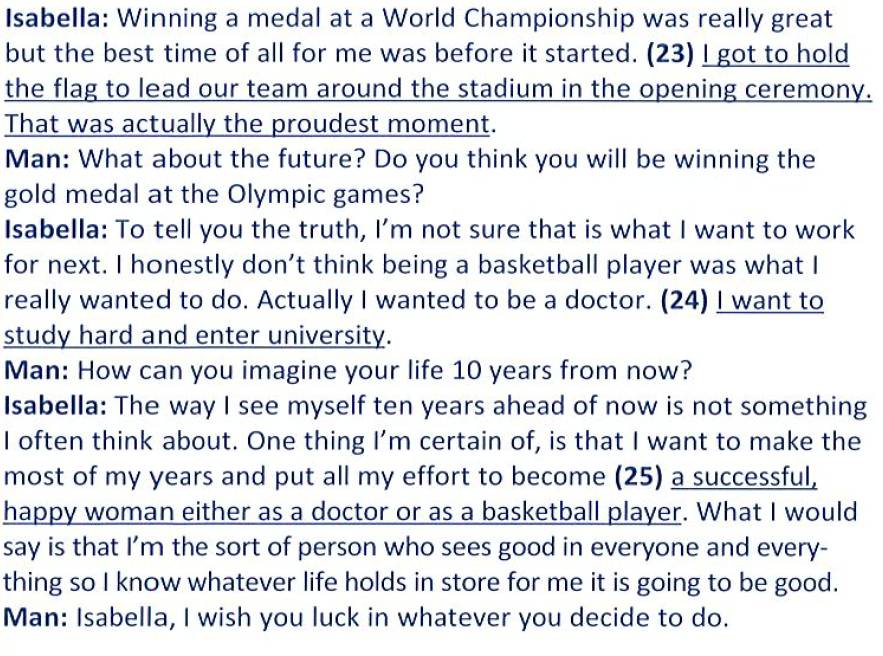 Isabella: Winning a medal at a World Championship was really great
but the best time of all for me was before it started. (23) I got to hold
the flag to lead our team around the stadium in the opening ceremony.
That was actually the proudest moment.
Man: What about the future? Do you think you will be winning the
gold medal at the Olympic games?
Isabella: To tell you the truth, I'm not sure that is what I want to work
for next. I honestly don't think being a basketball player was what I
really wanted to do. Actually I wanted to be a doctor. (24) I want to
study hard and enter university.
Man: How can you imagine your life 10 years from now?
Isabella: The way I see myself ten years ahead of now is not something
I often think about. One thing I'm certain of, is that I want to make the
most of my years and put all my effort to become (25) a successful,
happy woman either as a doctor or as a basketball player. What I would
say is that I'm the sort of person who sees good in everyone and every-
thing so I know whatever life holds in store for me it is going to be good.
Man: Isabella, I wish you luck in whatever you decide to do.